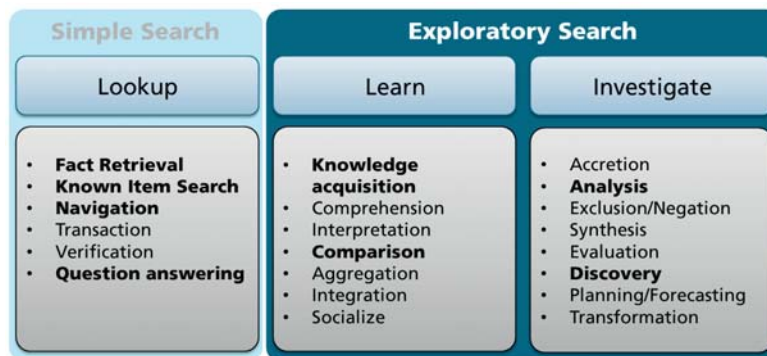 Simple Search
Exploratory Search
Lookup
Learn
Investigate
• Fact Retrieval
• Known Item Search
• Navigation
• Transaction
• Verification
• Question answering
• Knowledge
acquisition
• Comprehension
• Interpretation
• Comparison
• Aggregation
• Integration
• Socialize
• Accretion
• Analysis
• Exclusion/Negation
• Synthesis
• Evaluation
• Discovery
• Planning/Forecasting
• Transformation